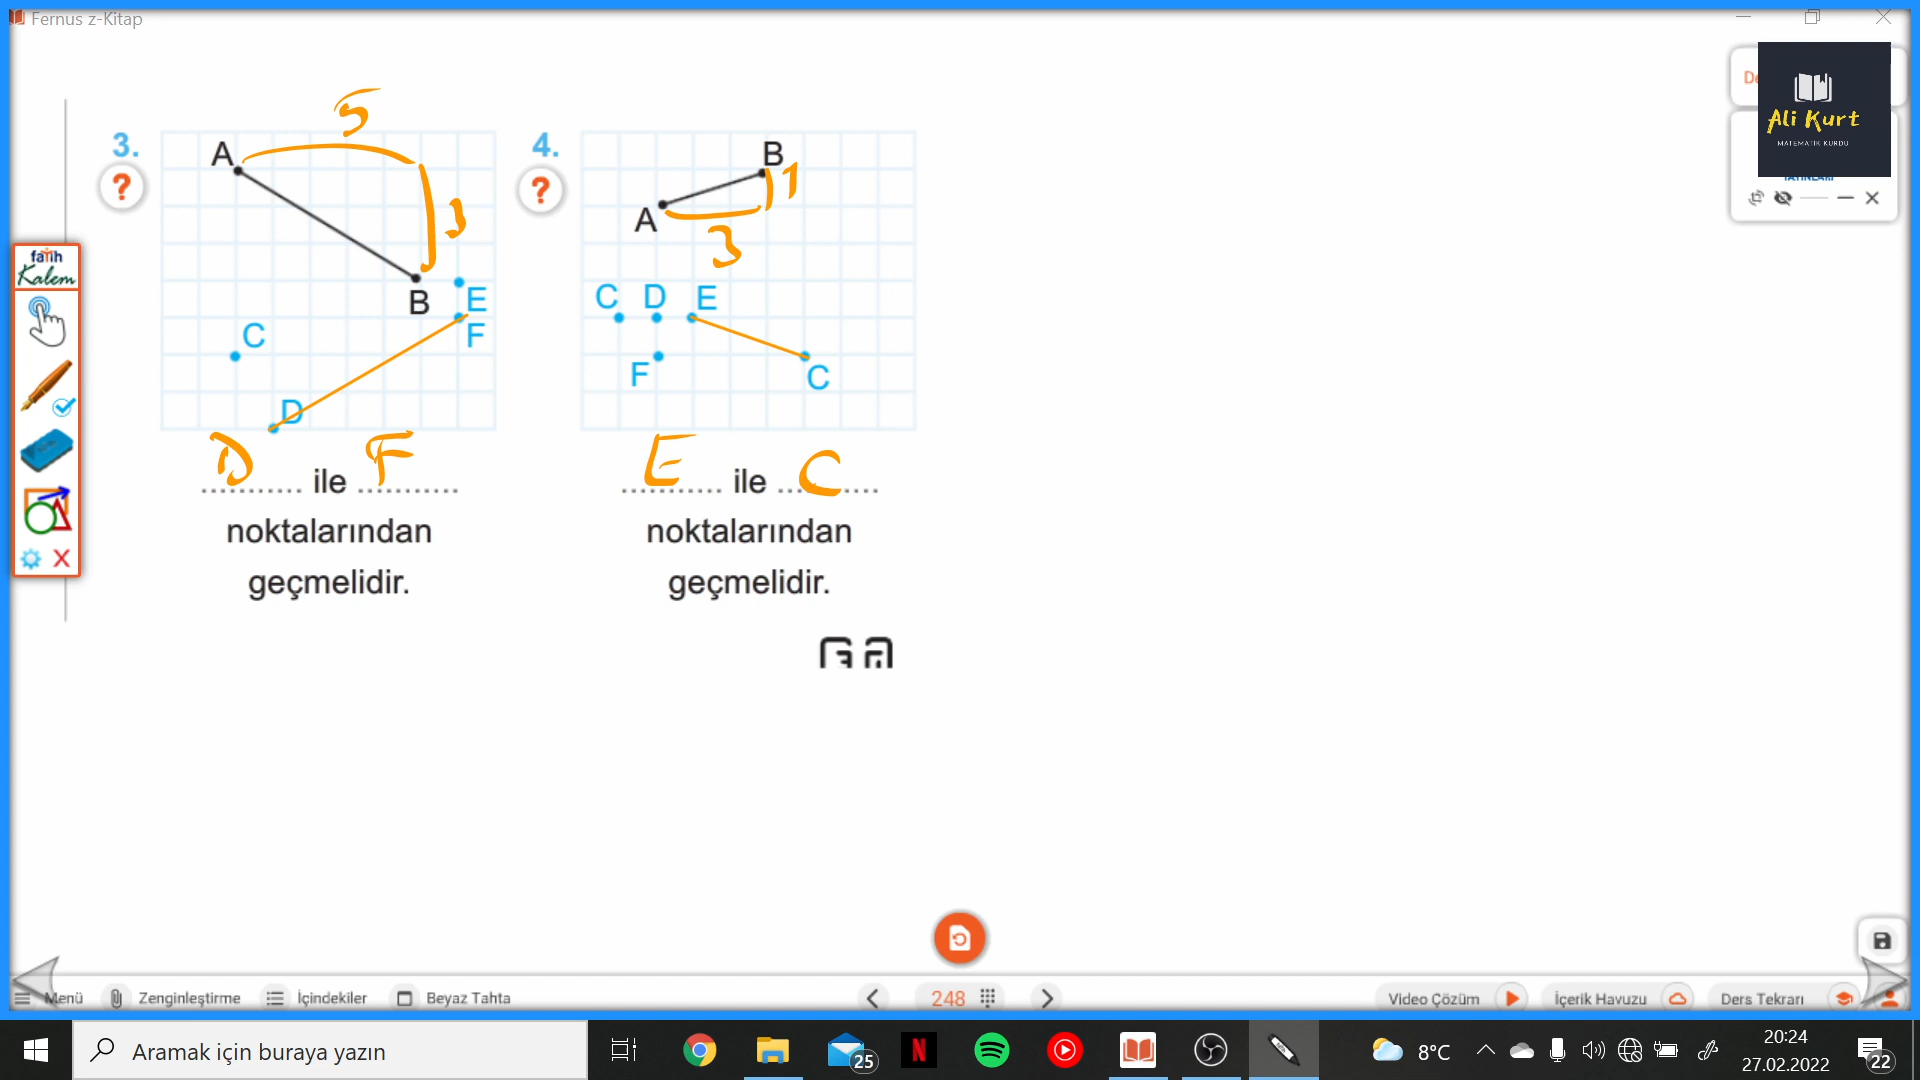 Fernus z-Kitap
Ali Kurt
MATEMATİK KURDU
fatih
Kalem
3.
?
5
A
B
E
F
C
D
D ile F
noktalarından
geçmelidir.
4.
?
B
1
A
3
C D E
F
C
E ile C
noktalarından
geçmelidir.
Menü
Zenginleştirme
İçindekiler
Beyaz Tahta
248
Video Çözüm
İçerik Havuzu
Ders Tekrarı
Aramak için buraya yazın
25
N
8°C
20:24
27.02.2022
22